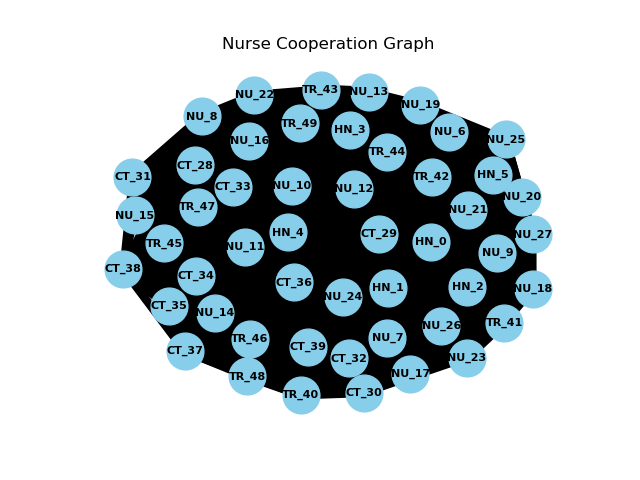 Nurse Cooperation Graph
TR_43
NU_13
NU_22
NU_19
NU_8
TR_49
HN_3
NU_6
NU_25
NU_16
TR_44
CT_28
HN_5
CT_31
TR_42
CT_33
NU_10
NU_12
NU_20
TR_47
NU_21
NU_15
HN_4
CT_29
NU_27
TR_45
HN_0
NU_11
NU_9
CT_38
CT_34
CT_36
HN_1
HN_2
NU_18
NU_24
CT_35
NU_14
TR_41
NU_26
TR_46
NU_7
CT_39
CT_37
CT_32
NU_23
TR_48
NU_17
CT_30
TR_40